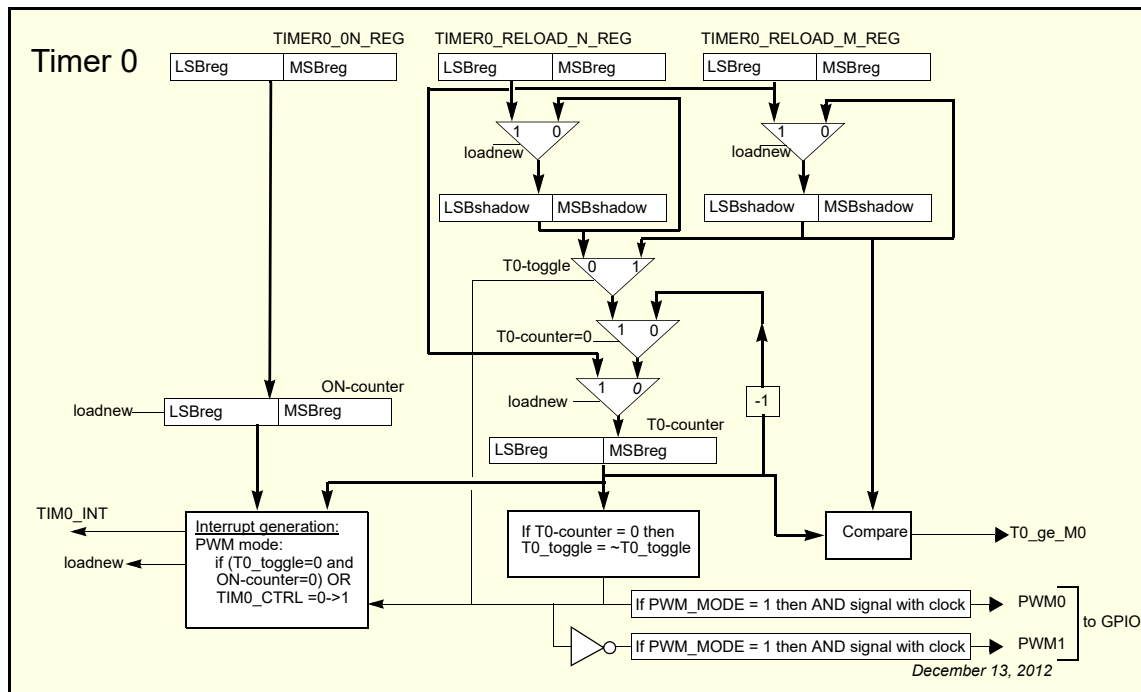 Timer 0
TIMER0_0N_REG
TIMER0_RELOAD_N_REG
TIMER0_RELOAD_M_REG
LSBreg MSBreg
LSBreg MSBreg
LSBreg MSBreg
1 0
loadnew
1 0
loadnew
LSBshadow MSBshadow
LSBshadow MSBshadow
T0-toggle
0 1
T0-counter=0
1 0
loadnew
1 0
-1
ON-counter
loadnew
LSBreg MSBreg
T0-counter
LSBreg MSBreg
TIM0_INT
loadnew
Interrupt generation:
PWM mode:
if (T0_toggle=0 and
ON-counter=0) OR
TIM0_CTRL =0->1
If T0-counter = 0 then
T0_toggle = ~T0_toggle
Compare
T0_ge_M0
If PWM_MODE = 1 then AND signal with clock
PWM0
to GPIO
If PWM_MODE = 1 then AND signal with clock
PWM1
December 13, 2012